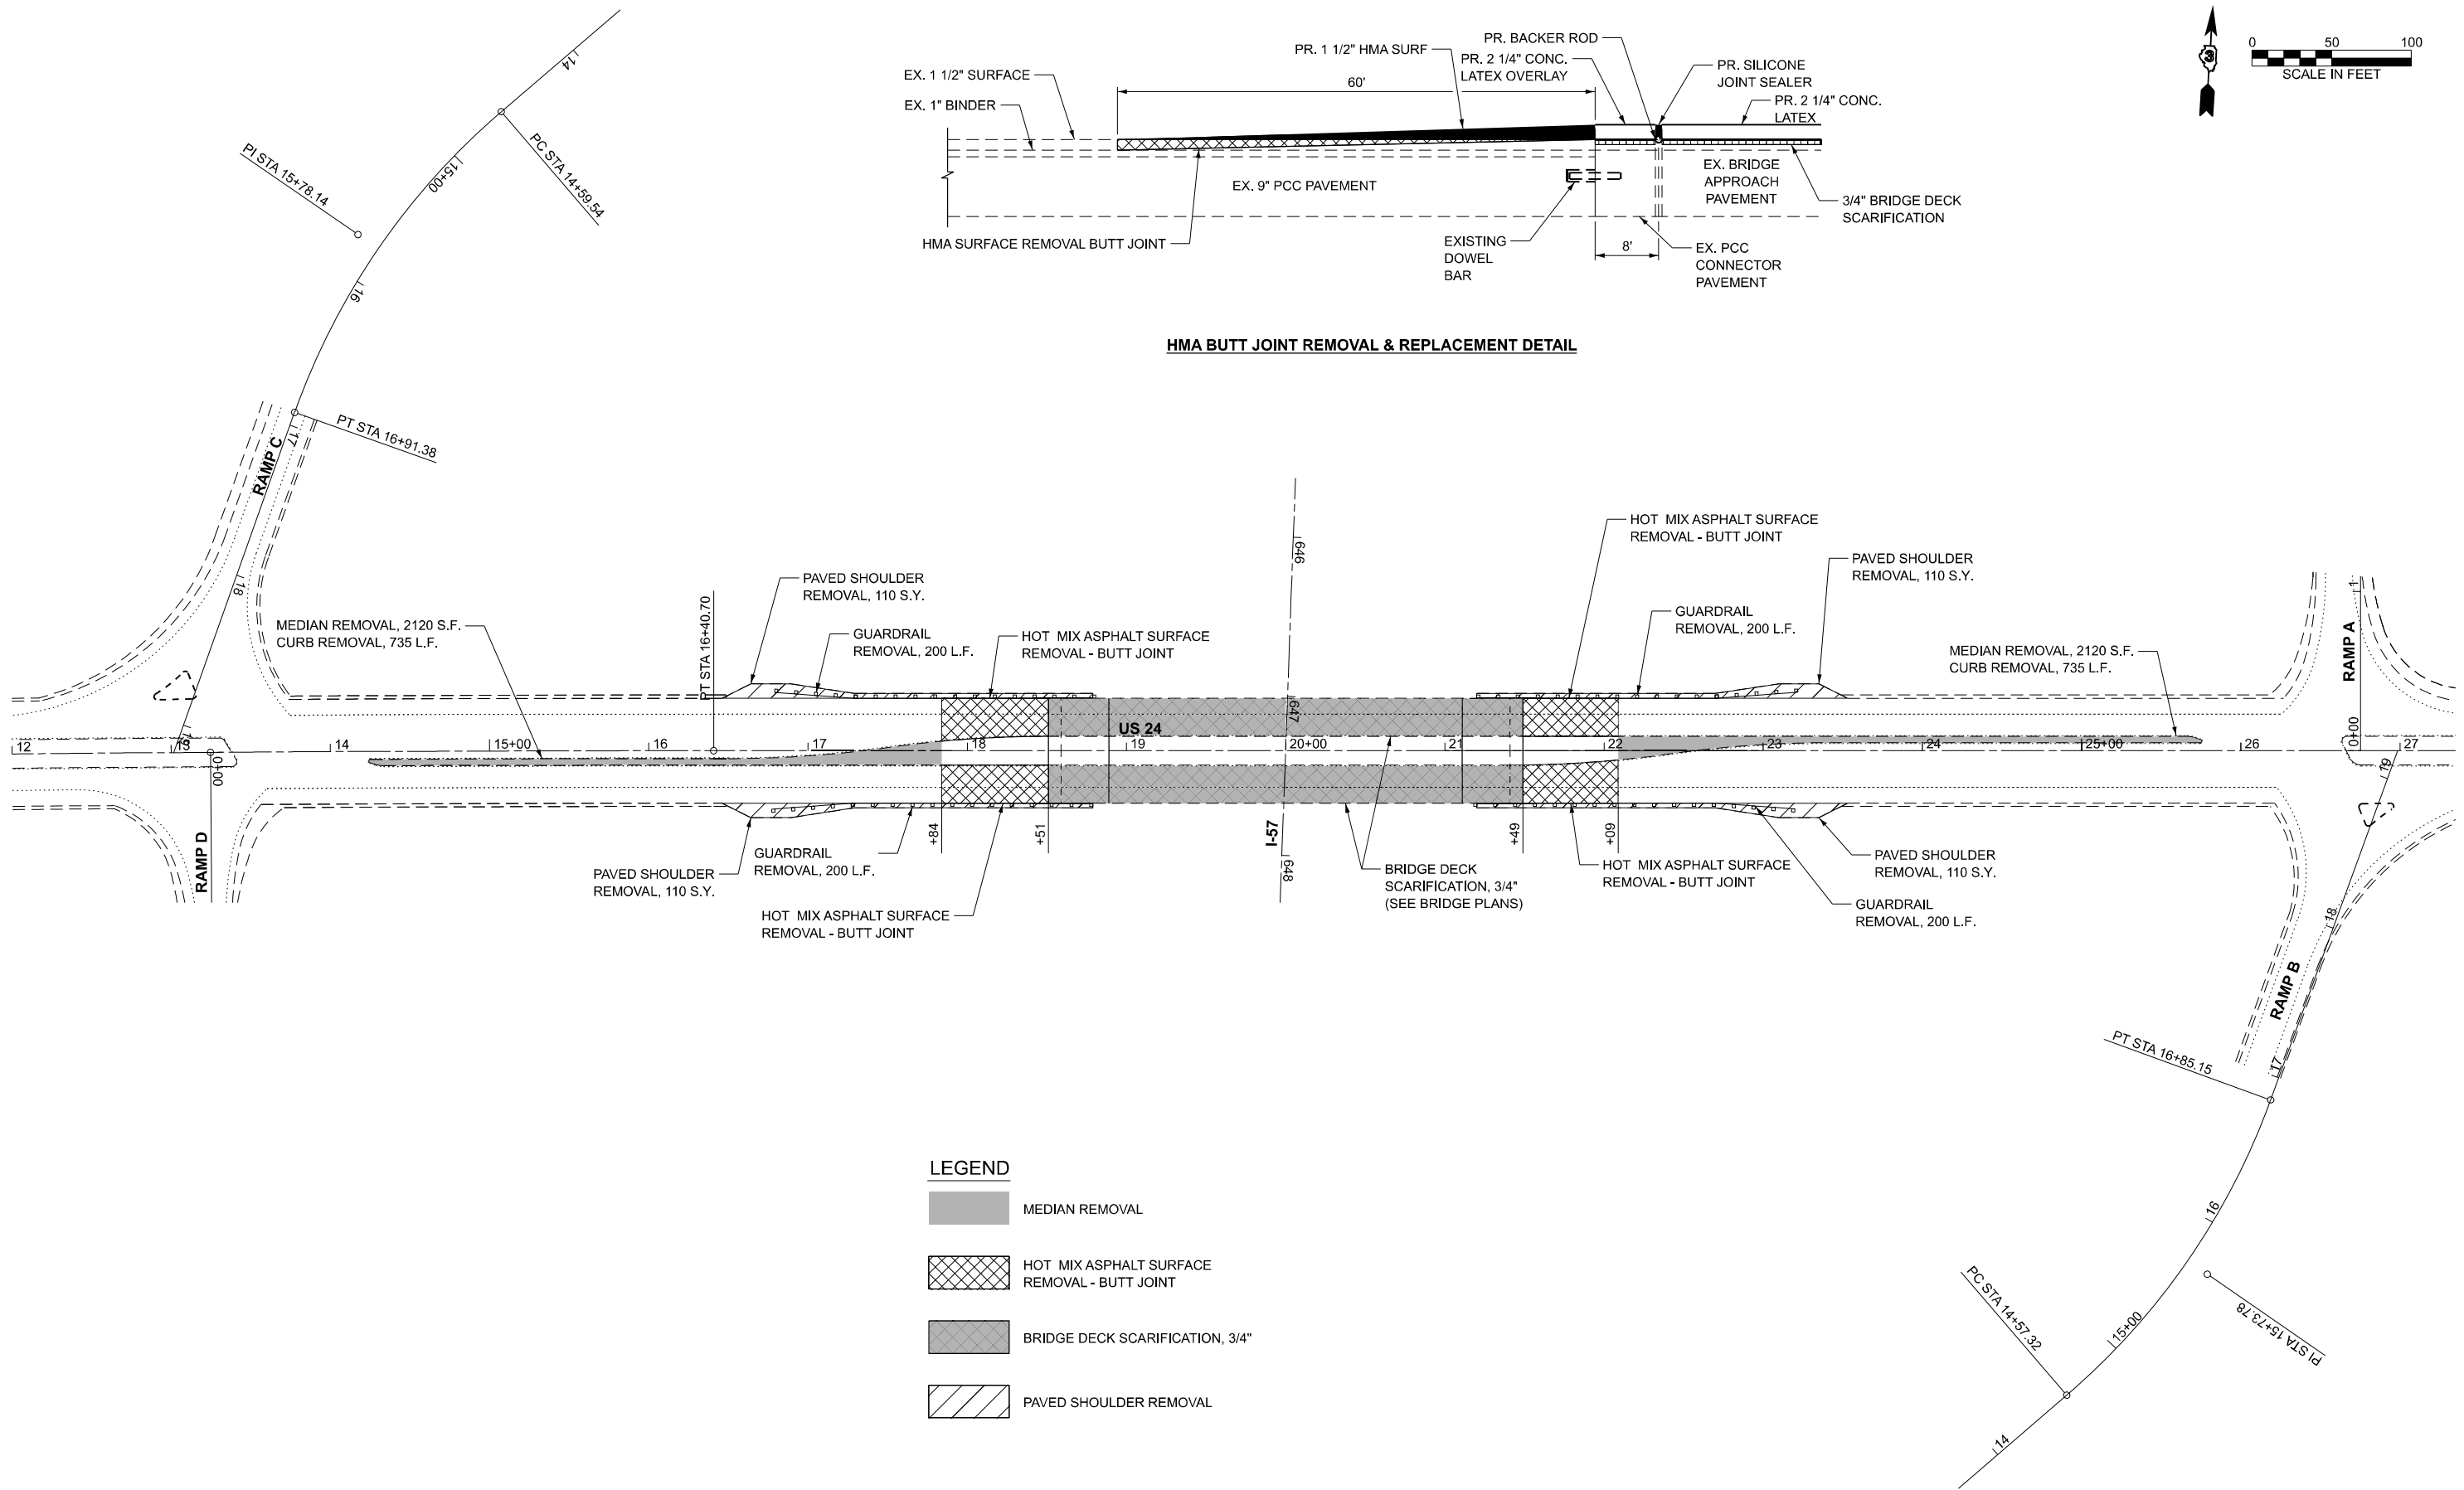 0 50 100
SCALE IN FEET
3
EX. 1 1/2" SURFACE
EX. 1" BINDER
60'
PR. 1 1/2" HMA SURF
PR. BACKER ROD
PR. 2 1/4" CONC.
LATEX OVERLAY
PR. SILICONE
JOINT SEALER
PR. 2 1/4" CONC.
LATEX
EX. 9" PCC PAVEMENT
EX. BRIDGE
APPROACH
PAVEMENT
3/4" BRIDGE DECK
SCARIFICATION
HMA SURFACE REMOVAL BUTT JOINT
EXISTING
DOWEL
BAR
8'
EX. PCC
CONNECTOR
PAVEMENT
HMA BUTT JOINT REMOVAL & REPLACEMENT DETAIL
14
PC STA 14+59.54
15+00
PI STA 15+78.14
16
PT STA 16+91.38
17
RAMP C
18
19
MEDIAN REMOVAL, 2120 S.F.
CURB REMOVAL, 735 L.F.
PT STA 16+40.70
PAVED SHOULDER
REMOVAL, 110 S.Y.
GUARDRAIL
REMOVAL, 200 L.F.
HOT MIX ASPHALT SURFACE
REMOVAL - BUTT JOINT
646
647
648
I-57
HOT MIX ASPHALT SURFACE
REMOVAL - BUTT JOINT
GUARDRAIL
REMOVAL, 200 L.F.
PAVED SHOULDER
REMOVAL, 110 S.Y.
MEDIAN REMOVAL, 2120 S.F.
CURB REMOVAL, 735 L.F.
1
RAMP A
0+00
US 24
12 13 14 15+00 16 17 18 19 20+00 21 22 23 24 25+00 26 27
0+00
RAMP D
+84
+51
+49
+09
PAVED SHOULDER
REMOVAL, 110 S.Y.
GUARDRAIL
REMOVAL, 200 L.F.
HOT MIX ASPHALT SURFACE
REMOVAL - BUTT JOINT
BRIDGE DECK
SCARIFICATION, 3/4"
(SEE BRIDGE PLANS)
HOT MIX ASPHALT SURFACE
REMOVAL - BUTT JOINT
PAVED SHOULDER
REMOVAL, 110 S.Y.
GUARDRAIL
REMOVAL, 200 L.F.
19
18
RAMP B
17
PT STA 16+85.15
16
PI STA 15+73.78
15+00
PC STA 14+57.32
14
LEGEND
MEDIAN REMOVAL
HOT MIX ASPHALT SURFACE
REMOVAL - BUTT JOINT
BRIDGE DECK SCARIFICATION, 3/4"
PAVED SHOULDER REMOVAL